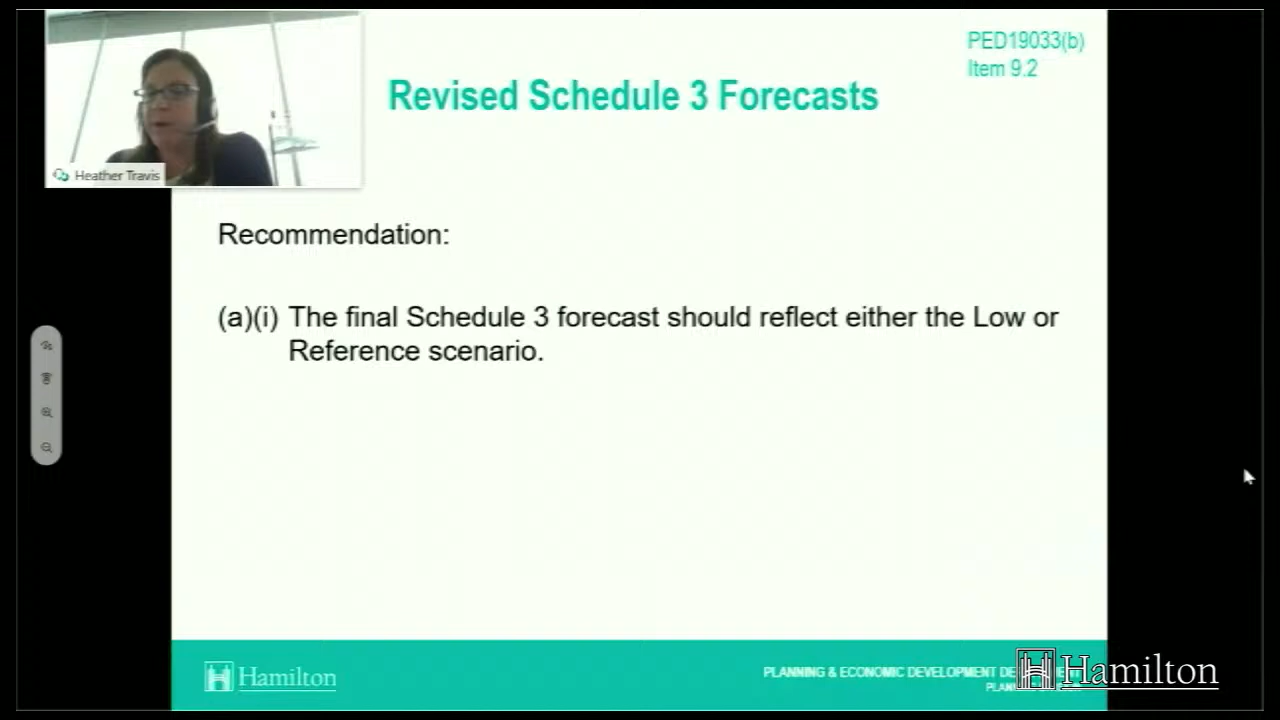 PED19033(b)
Item 9.2
Revised Schedule 3 Forecasts
Heather Travis
Recommendation:
(a)(i) The final Schedule 3 forecast should reflect either the Low or
Reference scenario.
Hamilton
PLANNING & ECONOMIC DEVELOPMENT
Hamilton